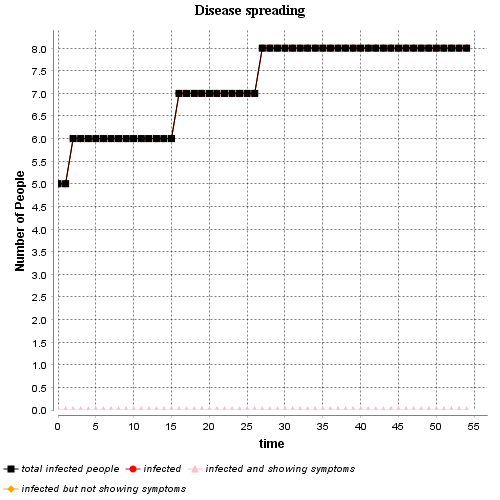 Disease spreading
8.0
7.5
7.0
6.5
6.0
5.5
5.0
4.5
4.0
3.5
3.0
2.5
2.0
1.5
1.0
0.5
0.0
Number of People
0 5 10 15 20 25 30 35 40 45 50 55
time
total infected people infected infected and showing symptoms
infected but not showing symptoms